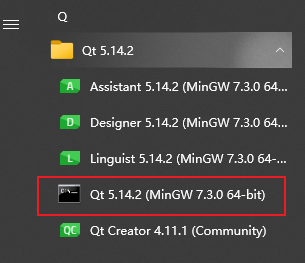 Q
Qt 5.14.2
A Assistant 5.14.2 (MinGW 7.3.0 64...
D Designer 5.14.2 (MinGW 7.3.0 64...
L Linguist 5.14.2 (MinGW 7.3.0 64-...
Qt 5.14.2 (MinGW 7.3.0 64-bit)
QC Qt Creator 4.11.1 (Community)